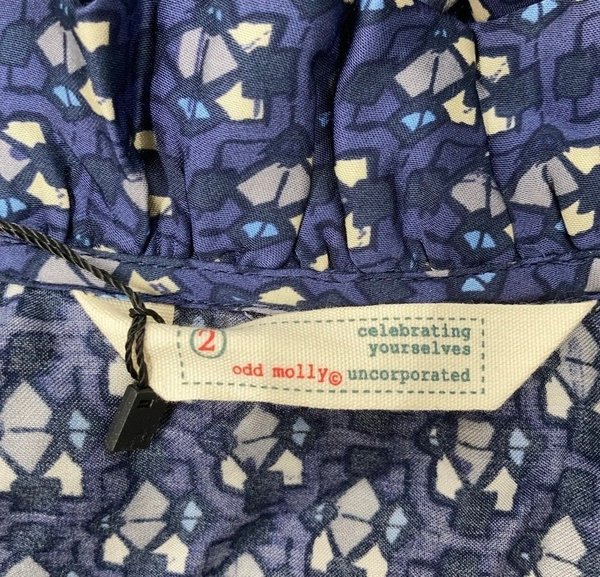 2
celebrating
yourselves
odd molly© uncorporated